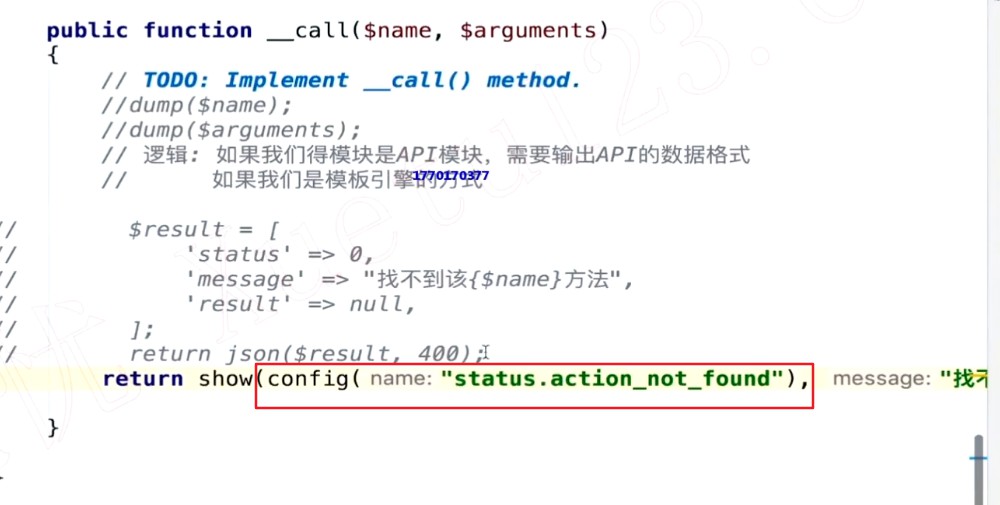 public function __call($name, $arguments)
{
// TODO: Implement __call() method.
//dump($name);
//dump($arguments);
// 逻辑: 如果我们得模块是API模块，需要输出API的数据格式
// 如果我们是模板引擎的方式
1770170377
// $result = [
// 'status' => 0,
// 'message' => "找不到该{$name}方法",
// 'result' => null,
// ];
// return json($result, 400);
return show(config( name: "status.action_not_found"), message: "找不
}